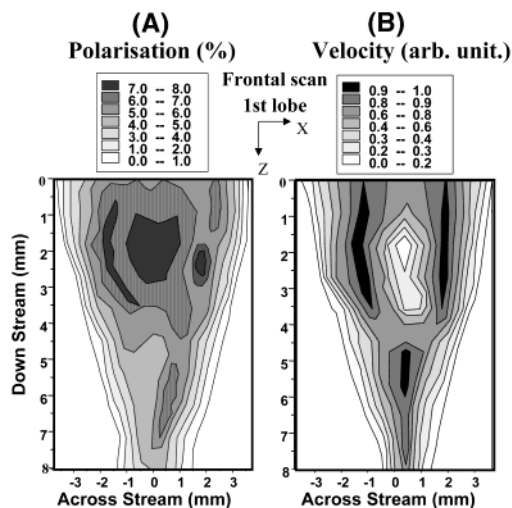 (A)
Polarisation (%)
(B)
Velocity (arb. unit.)
7.0 -- 8.0
6.0 -- 7.0
5.0 -- 6.0
4.0 -- 5.0
3.0 -- 4.0
1.0 -- 3.0
0.0 -- 1.0
Frontal scan
1st lobe
X
Z
0.9 -- 1.0
0.8 -- 0.9
0.6 -- 0.8
0.4 -- 0.6
0.3 -- 0.4
0.2 -- 0.3
0.0 -- 0.2
Down Stream (mm)
0
1
2
3
4
5
6
7
8
-3 -2 -1 0 1 2 3
Across Stream (mm)
0
1
2
3
4
5
6
7
8
-3 -2 -1 0 1 2 3
Across Stream (mm)